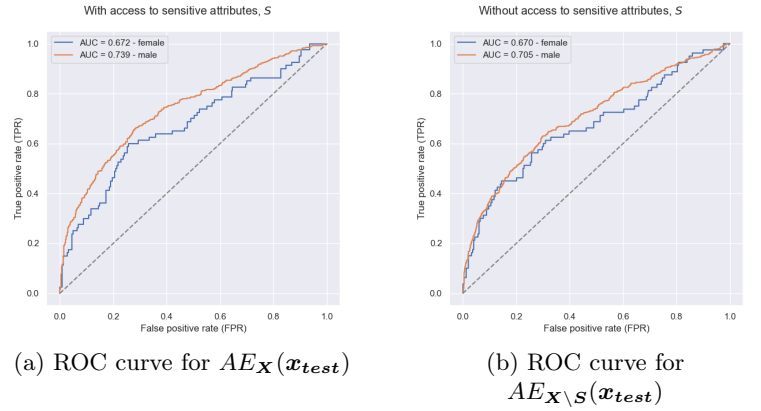 With access to sensitive attributes, S
AUC = 0.672 - female
AUC = 0.739 - male
True positive rate (TPR)
1.0
0.8
0.6
0.4
0.2
0.0
0.0 0.2 0.4 0.6 0.8 1.0
False positive rate (FPR)
(a) ROC curve for AE_X(x_test)
Without access to sensitive attributes, S
AUC = 0.670 - female
AUC = 0.705 - male
True positive rate (TPR)
1.0
0.8
0.6
0.4
0.2
0.0
0.0 0.2 0.4 0.6 0.8 1.0
False positive rate (FPR)
(b) ROC curve for
AE_X\S(x_test)